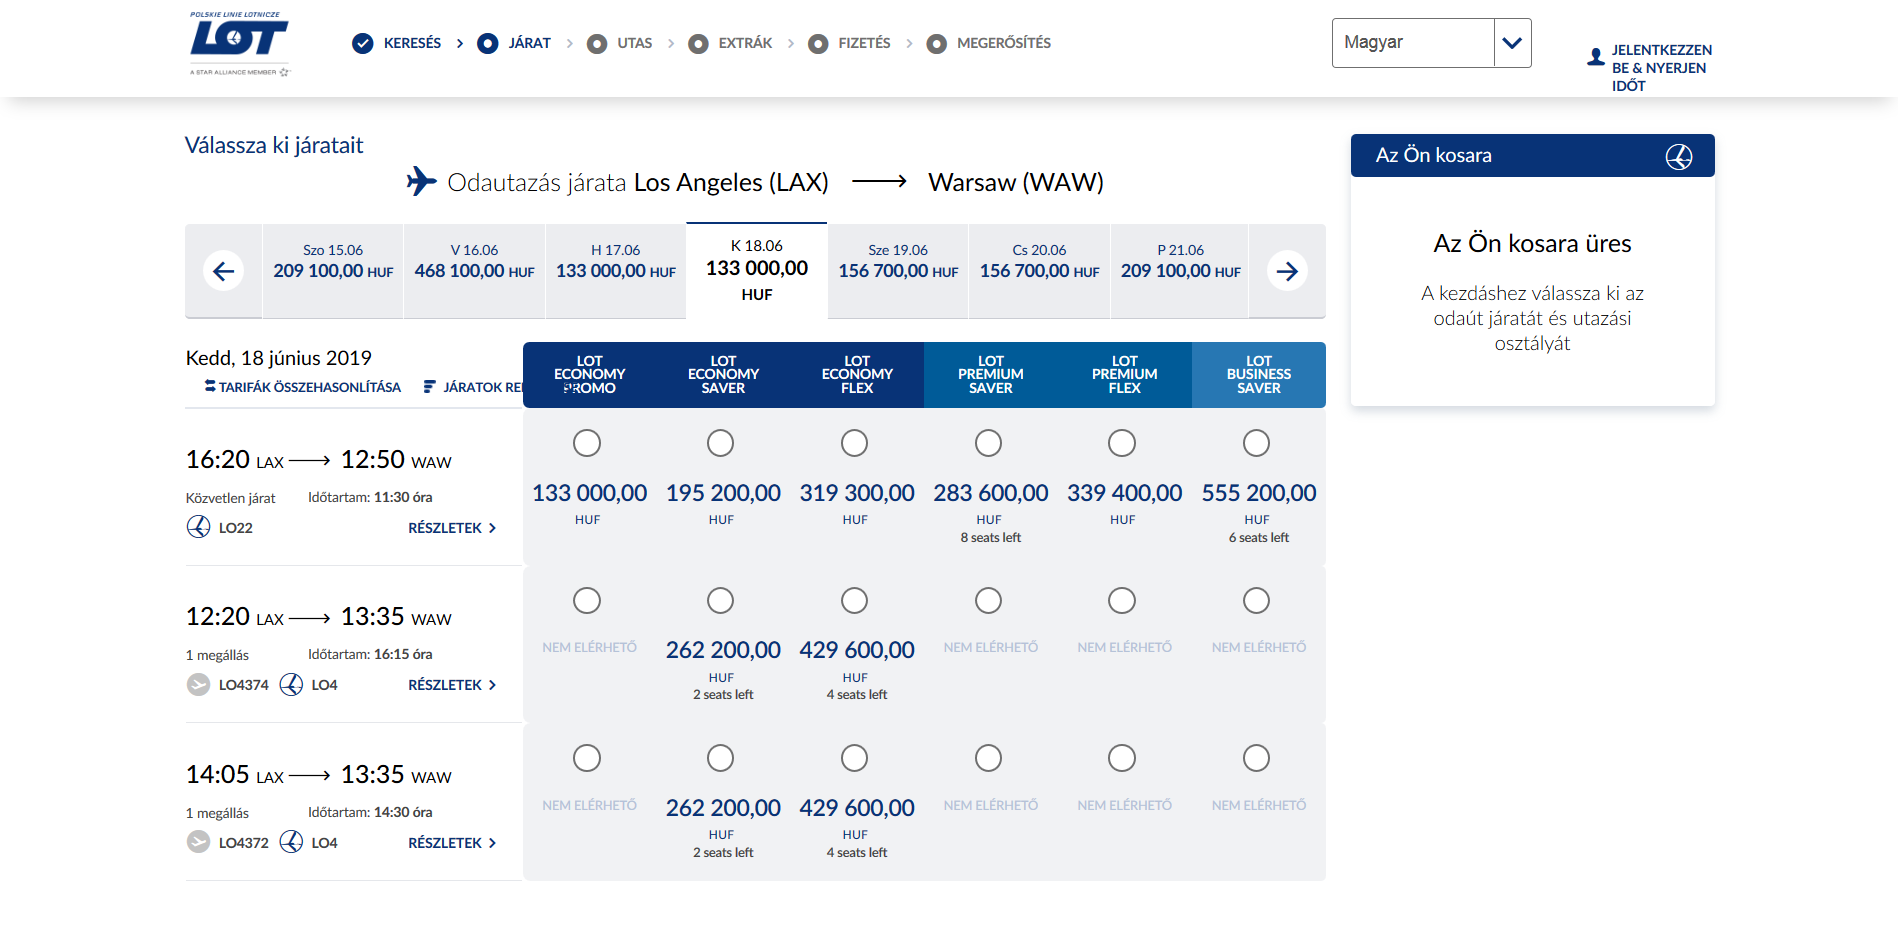 POLSKIE LINIE LOTNICZE
LOT
A STAR ALLIANCE MEMBER
KERESÉS
JÁRAT
UTAS
EXTRÁK
FIZETÉS
MEGERŐSÍTÉS
Magyar
JELENTKEZZEN
BE & NYERJEN
IDŐT
Válassza ki járatait
Odautazás járata Los Angeles (LAX) Warsaw (WAW)
Szo 15.06
209 100,00 HUF
V 16.06
468 100,00 HUF
H 17.06
133 000,00 HUF
K 18.06
133 000,00
HUF
Sze 19.06
156 700,00 HUF
Cs 20.06
156 700,00 HUF
P 21.06
209 100,00 HUF
Az Ön kosara
Az Ön kosara üres
A kezdéshez válassza ki az
odaút járatát és utazási
osztályát
Kedd, 18 június 2019
TARIFÁK ÖSSZEHASONLÍTÁSA
JÁRATOK
LOT
ECONOMY
PROMO
LOT
ECONOMY
SAVER
LOT
ECONOMY
FLEX
LOT
PREMIUM
SAVER
LOT
PREMIUM
FLEX
LOT
BUSINESS
SAVER
16:20 LAX 12:50 WAW
Közvetlen járat Időtartam: 11:30 óra
LO22 RÉSZLETEK
133 000,00
HUF
195 200,00
HUF
319 300,00
HUF
283 600,00
HUF
8 seats left
339 400,00
HUF
555 200,00
HUF
6 seats left
12:20 LAX 13:35 WAW
1 megállás Időtartam: 16:15 óra
LO4374 LO4 RÉSZLETEK
NEM ELÉRHETŐ
262 200,00
HUF
2 seats left
429 600,00
HUF
4 seats left
NEM ELÉRHETŐ
NEM ELÉRHETŐ
NEM ELÉRHETŐ
14:05 LAX 13:35 WAW
1 megállás Időtartam: 14:30 óra
LO4372 LO4 RÉSZLETEK
NEM ELÉRHETŐ
262 200,00
HUF
2 seats left
429 600,00
HUF
4 seats left
NEM ELÉRHETŐ
NEM ELÉRHETŐ
NEM ELÉRHETŐ